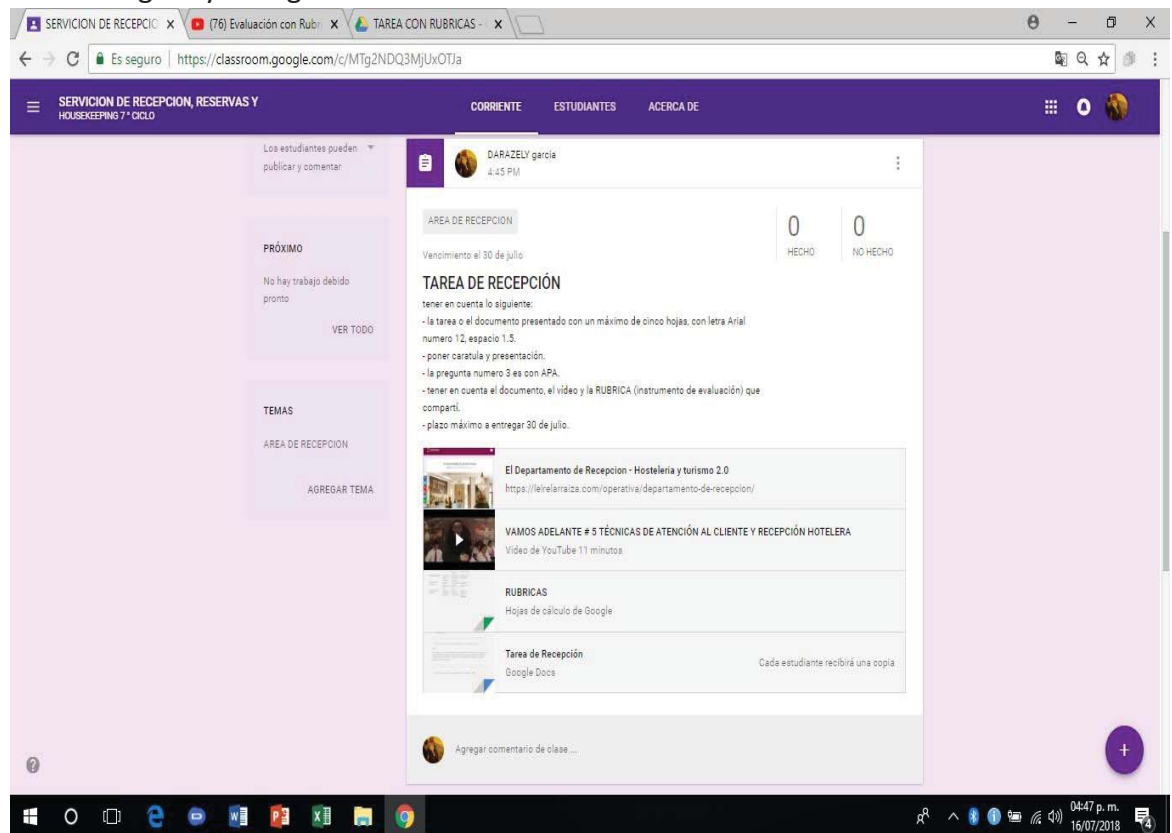 SERVICION DE RECEPCIO
(76) Evaluación con Rubr
TAREA CON RUBRICAS -
Es seguro | https://classroom.google.com/c/MTg2NDQ3MjUxOTJa
SERVICION DE RECEPCION, RESERVAS Y
HOUSEKEEPING 7° CICLO
CORRIENTE
ESTUDIANTES
ACERCA DE
Los estudiantes pueden
publicar y comentar
PRÓXIMO
No hay trabajo debido
pronto
VER TODO
TEMAS
AREA DE RECEPCION
AGREGAR TEMA
DARAZELY garcia
4:45 PM
AREA DE RECEPCION
0
HECHO
0
NO HECHO
Vencimiento el 30 de julio
TAREA DE RECEPCIÓN
tener en cuenta lo siguiente:
- la tarea o el documento presentado con un máximo de cinco hojas, con letra Arial
numero 12, espacio 1.5.
- poner caratula y presentación.
- la pregunta numero 3 es con APA.
- tener en cuenta el documento, el vídeo y la RUBRICA (instrumento de evaluación) que
compartí.
- plazo máximo a entregar 30 de julio.
El Departamento de Recepcion - Hosteleria y turismo 2.0
https://leirelarraiza.com/operativa/departamento-de-recepcion/
VAMOS ADELANTE # 5 TÉCNICAS DE ATENCIÓN AL CLIENTE Y RECEPCIÓN HOTELERA
Video de YouTube 11 minutos
RUBRICAS
Hojas de cálculo de Google
Tarea de Recepción
Google Docs
Cada estudiante recibirá una copia
Agregar comentario de clase ...
04:47 p. m.
16/07/2018
4